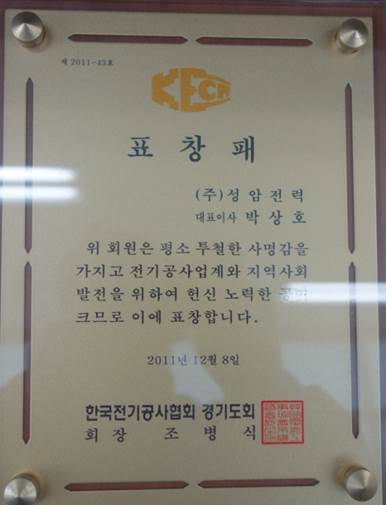 제 2011-43호
KECA
표 창 패
(주)성암전력
대표이사 박상호
위 회원은 평소 투철한 사명감을
가지고 전기공사업계와 지역사회
발전을 위하여 헌신 노력한
크므로 이에 표창합니다.
2011년 12월 8일
한국전기공사협회 경기도회
회 장 조 병 식